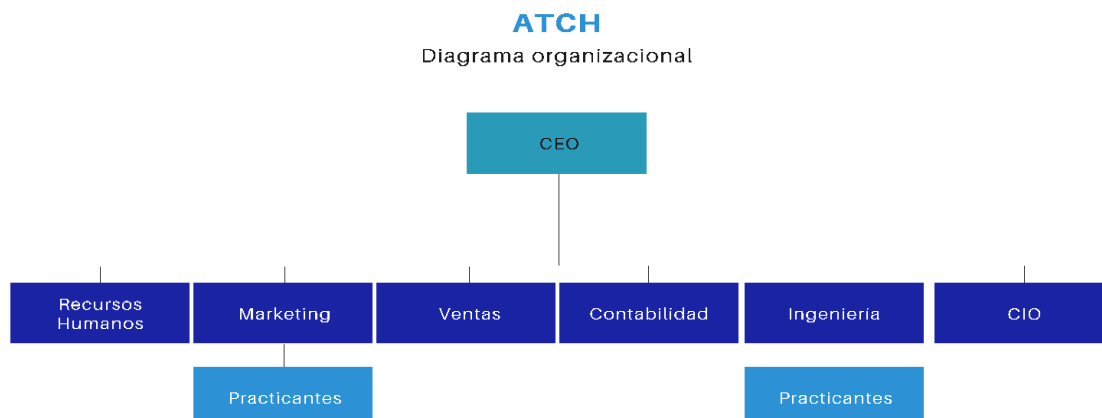 ATCH
Diagrama organizacional
CEO
Recursos
Humanos
Marketing
Ventas
Contabilidad
Ingeniería
CIO
Practicantes
Practicantes